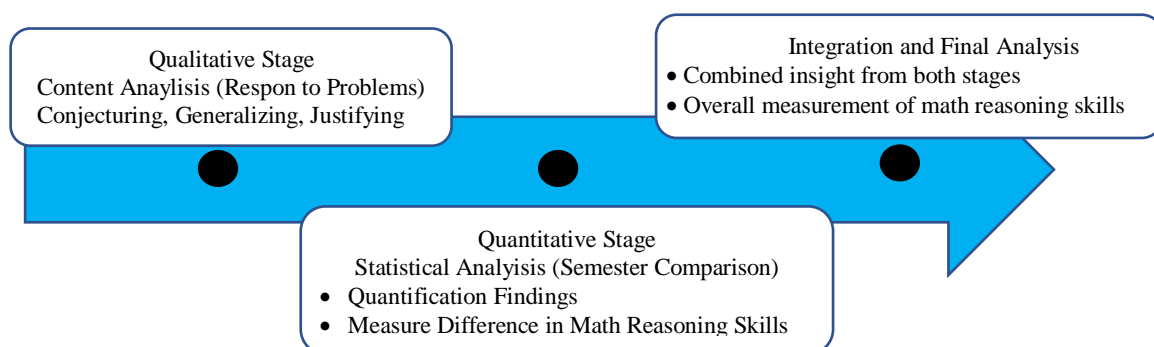 Qualitative Stage
Content Anaylisis (Respon to Problems)
Conjecturing, Generalizing, Justifying
Quantitative Stage
Statistical Analyisis (Semester Comparison)
• Quantification Findings
• Measure Difference in Math Reasoning Skills
Integration and Final Analysis
• Combined insight from both stages
• Overall measurement of math reasoning skills